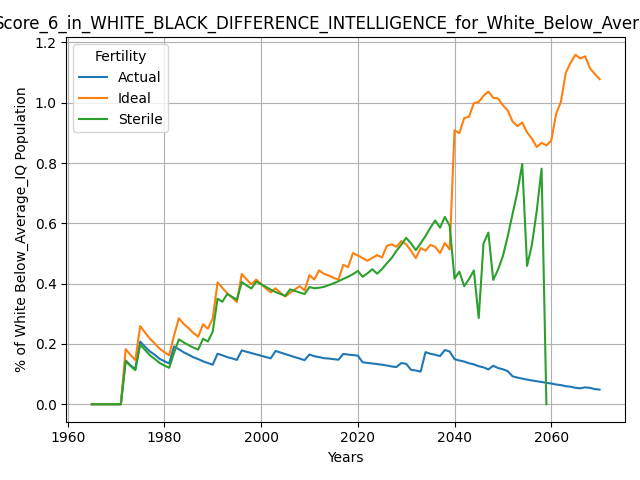 Score_6_in_WHITE_BLACK_DIFFERENCE_INTELLIGENCE_for_White_Below_Aver
1.2
1.0
0.8
0.6
0.4
0.2
0.0
% of White Below_Average_IQ Population
Fertility
Actual
Ideal
Sterile
1960 1980 2000 2020 2040 2060
Years